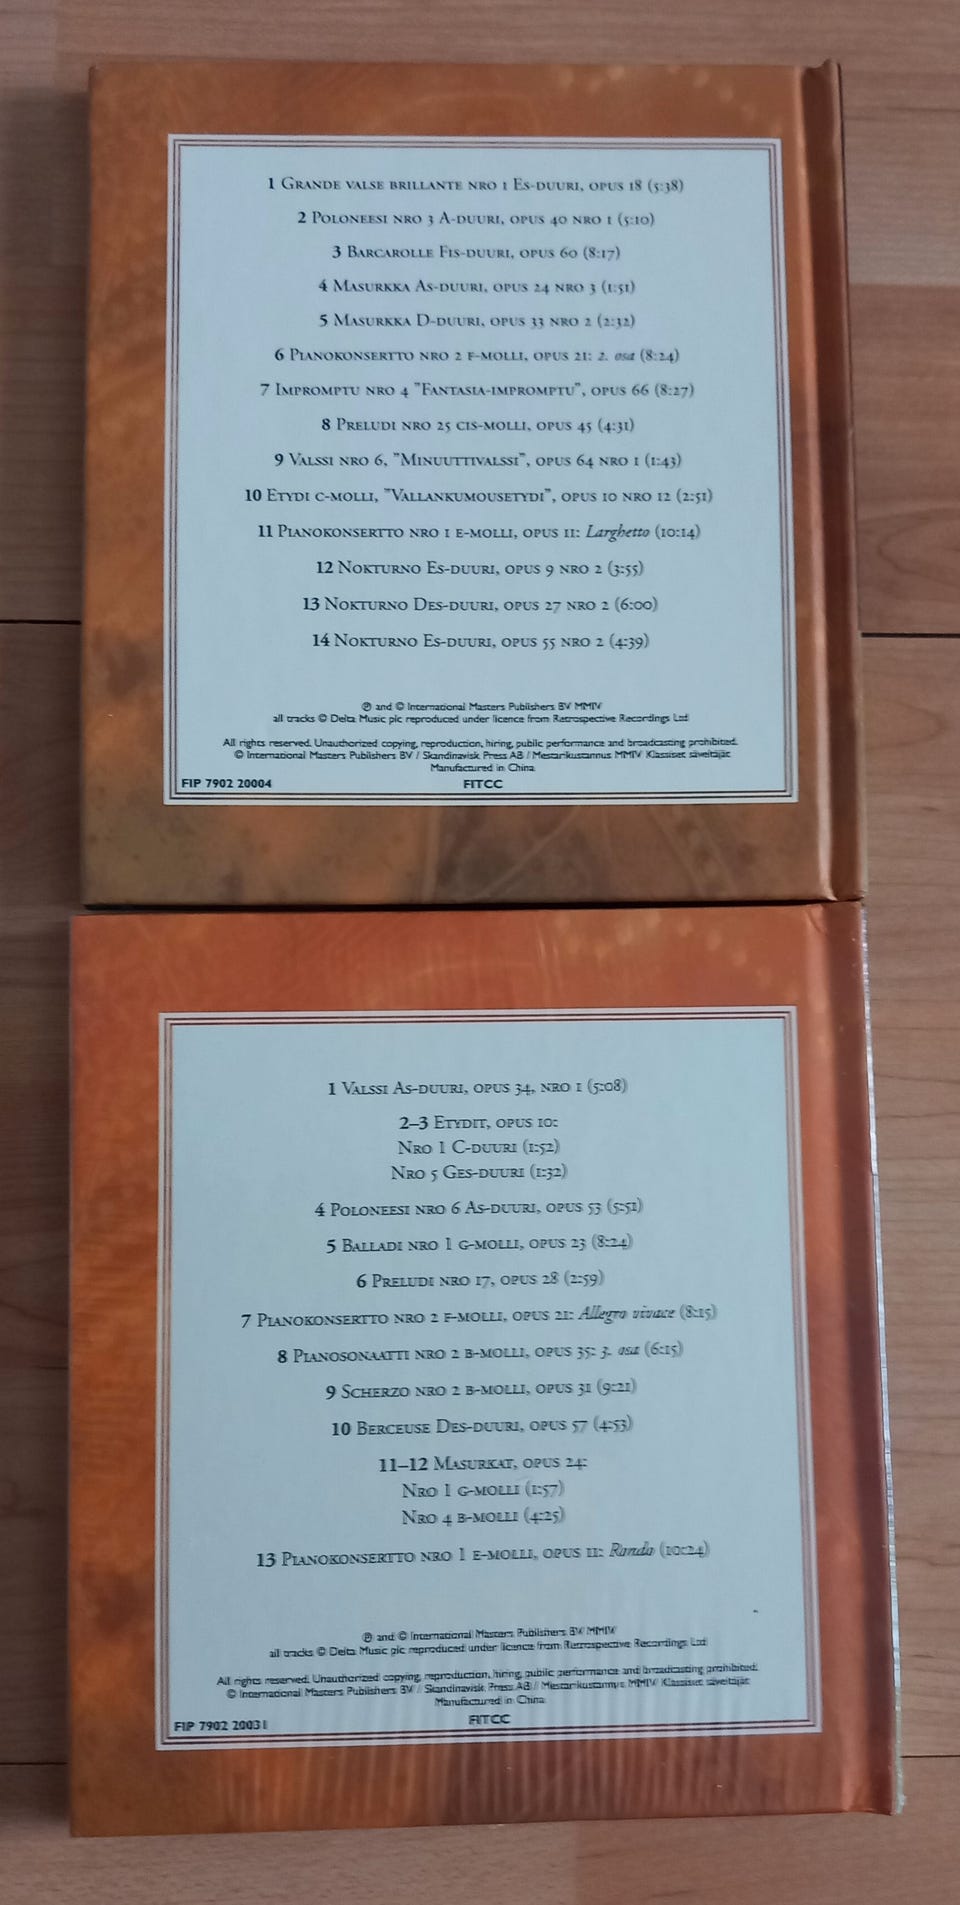 1 Grande valse brillante nro 1 Es-duuri, opus 18 (5:38)
2 Poloneesi nro 3 A-duuri, opus 40 nro 1 (5:10)
3 Barcarolle Fis-duuri, opus 60 (8:17)
4 Masurkka As-duuri, opus 24 nro 3 (1:51)
5 Masurkka D-duuri, opus 33 nro 2 (2:32)
6 Pianokonsertto nro 2 f-molli, opus 21: 2. osa (8:24)
7 Impromptu nro 4 "Fantasia-impromptu", opus 66 (8:27)
8 Preludi nro 25 cis-molli, opus 45 (4:31)
9 Valssi nro 6, "Minuuttivalssi", opus 64 nro 1 (1:43)
10 Etydi c-molli, "Vallankumousetydi", opus 10 nro 12 (2:51)
11 Pianokonsertto nro 1 e-molli, opus 11: Larghetto (10:14)
12 Nokturno Es-duuri, opus 9 nro 2 (3:55)
13 Nokturno Des-duuri, opus 27 nro 2 (6:00)
14 Nokturno Es-duuri, opus 55 nro 2 (4:39)
℗ and © International Masters Publishers BV MMIV
all tracks © Delta Music plc reproduced under licence from Retrospective Recordings Ltd
All rights reserved. Unauthorized copying, reproduction, hiring, public performance and broadcasting prohibited.
© International Masters Publishers BV / Skandinavisk Press AB / Mestarikustannus MMIV Klassiset säveltäjät
Manufactured in China
FIP 7902 20004 FITCC
1 Valssi As-duuri, opus 34, nro 1 (5:08)
2–3 Etydit, opus 10:
Nro 1 C-duuri (1:52)
Nro 5 Ges-duuri (1:32)
4 Poloneesi nro 6 As-duuri, opus 53 (5:51)
5 Balladi nro 1 g-molli, opus 23 (8:24)
6 Preludi nro 17, opus 28 (2:59)
7 Pianokonsertto nro 2 f-molli, opus 21: Allegro vivace (8:15)
8 Pianosonaatti nro 2 b-molli, opus 35: 3. osa (6:15)
9 Scherzo nro 2 b-molli, opus 31 (9:21)
10 Berceuse Des-duuri, opus 57 (4:53)
11–12 Masurkat, opus 24:
Nro 1 g-molli (1:57)
Nro 4 b-molli (4:25)
13 Pianokonsertto nro 1 e-molli, opus 11: Rondo (10:24)
℗ and © International Masters Publishers BV MMIV
all tracks © Delta Music plc reproduced under licence from Retrospective Recordings Ltd
All rights reserved. Unauthorized copying, reproduction, hiring, public performance and broadcasting prohibited.
© International Masters Publishers BV / Skandinavisk Press AB / Mestarikustannus MMIV Klassiset säveltäjät
Manufactured in China
FIP 7902 20031 FITCC